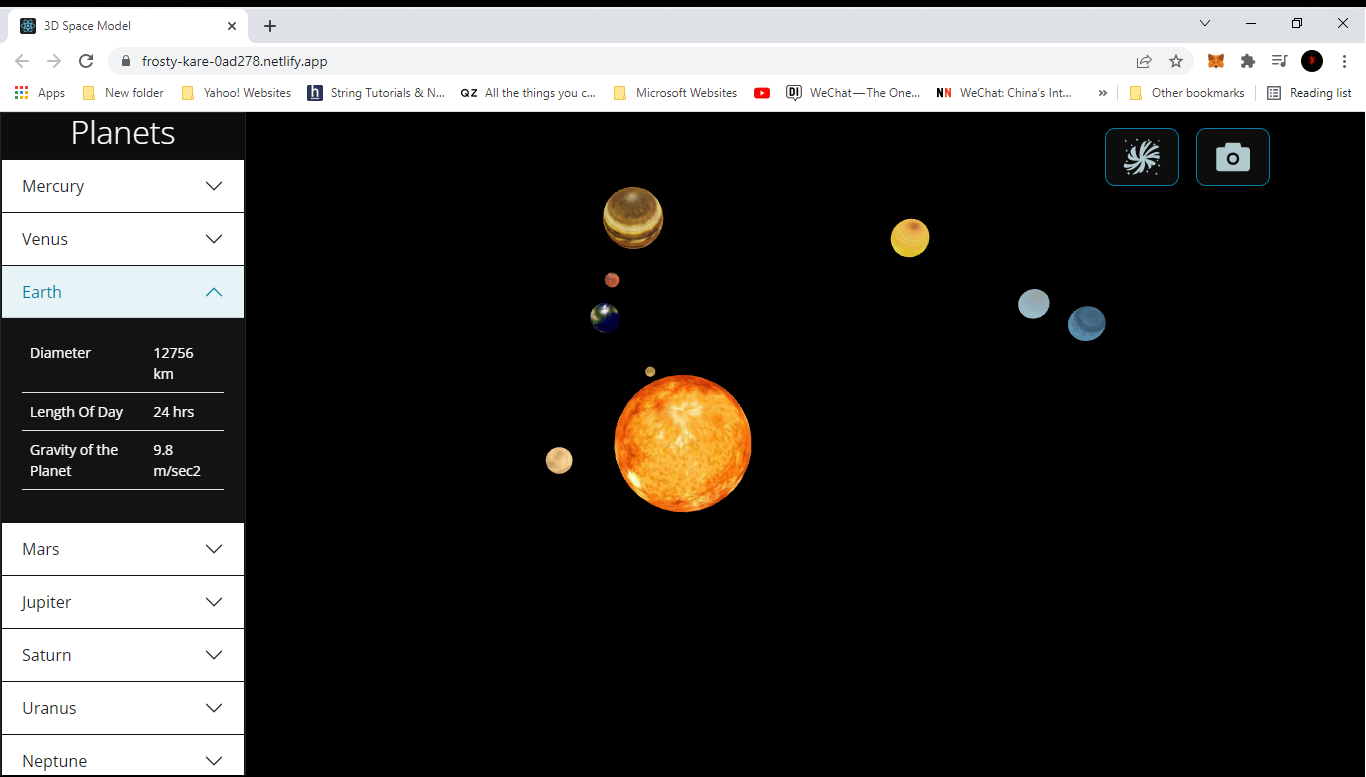 3D Space Model
frosty-kare-0ad278.netlify.app
Apps New folder Yahoo! Websites h String Tutorials & N... QZ All the things you c... Microsoft Websites D! WeChat — The One... NN WeChat: China's Int... » Other bookmarks Reading list
Planets
Mercury
Venus
Earth
Diameter 12756
km
Length Of Day 24 hrs
Gravity of the 9.8
Planet m/sec2
Mars
Jupiter
Saturn
Uranus
Neptune